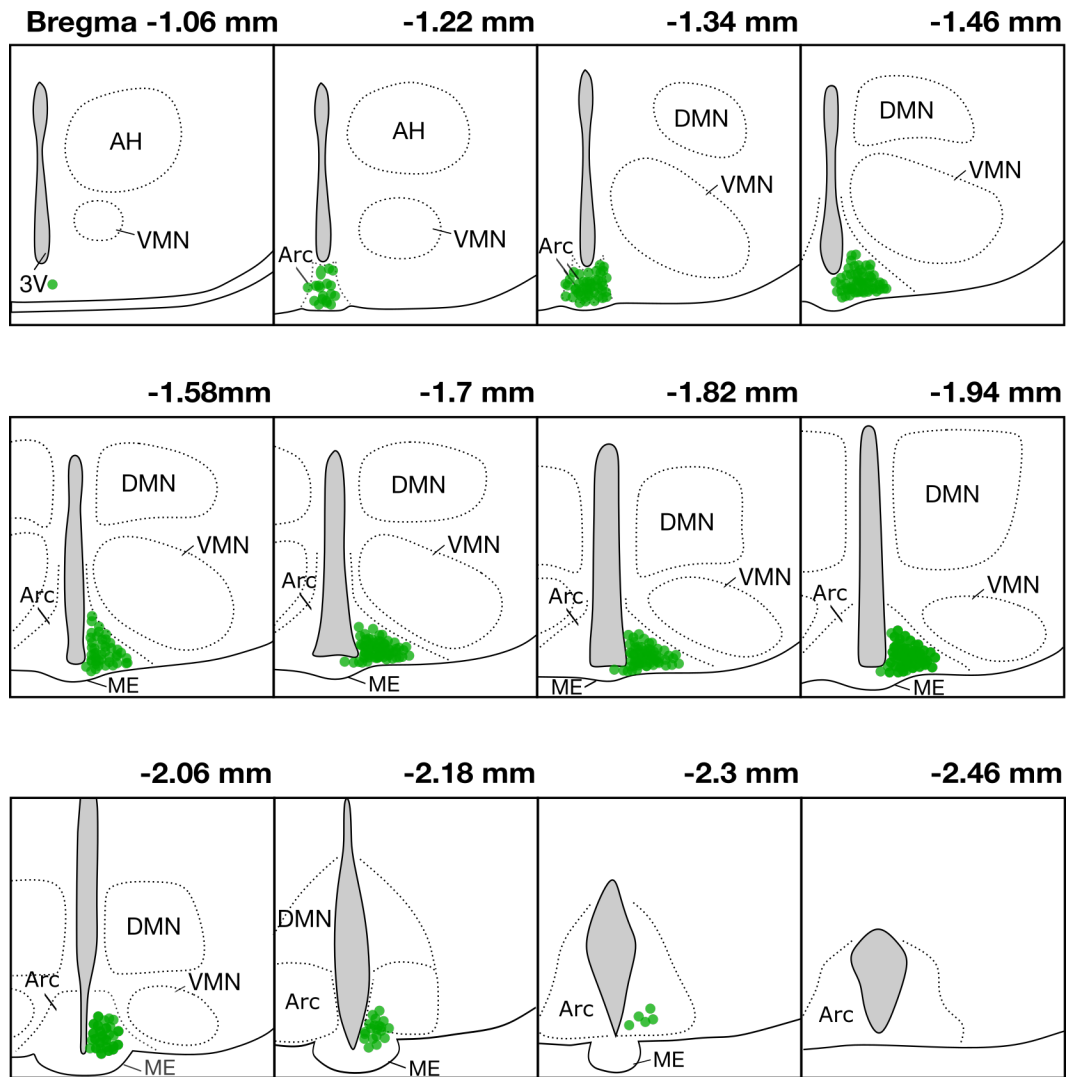 Bregma -1.06 mm
-1.22 mm
-1.34 mm
-1.46 mm
AH
VMN
3V
AH
Arc
VMN
DMN
VMN
Arc
DMN
VMN
-1.58mm
-1.7 mm
-1.82 mm
-1.94 mm
DMN
VMN
Arc
ME
DMN
VMN
Arc
ME
DMN
VMN
Arc
ME
DMN
VMN
Arc
ME
-2.06 mm
-2.18 mm
-2.3 mm
-2.46 mm
DMN
Arc
VMN
ME
DMN
Arc
ME
Arc
ME
Arc